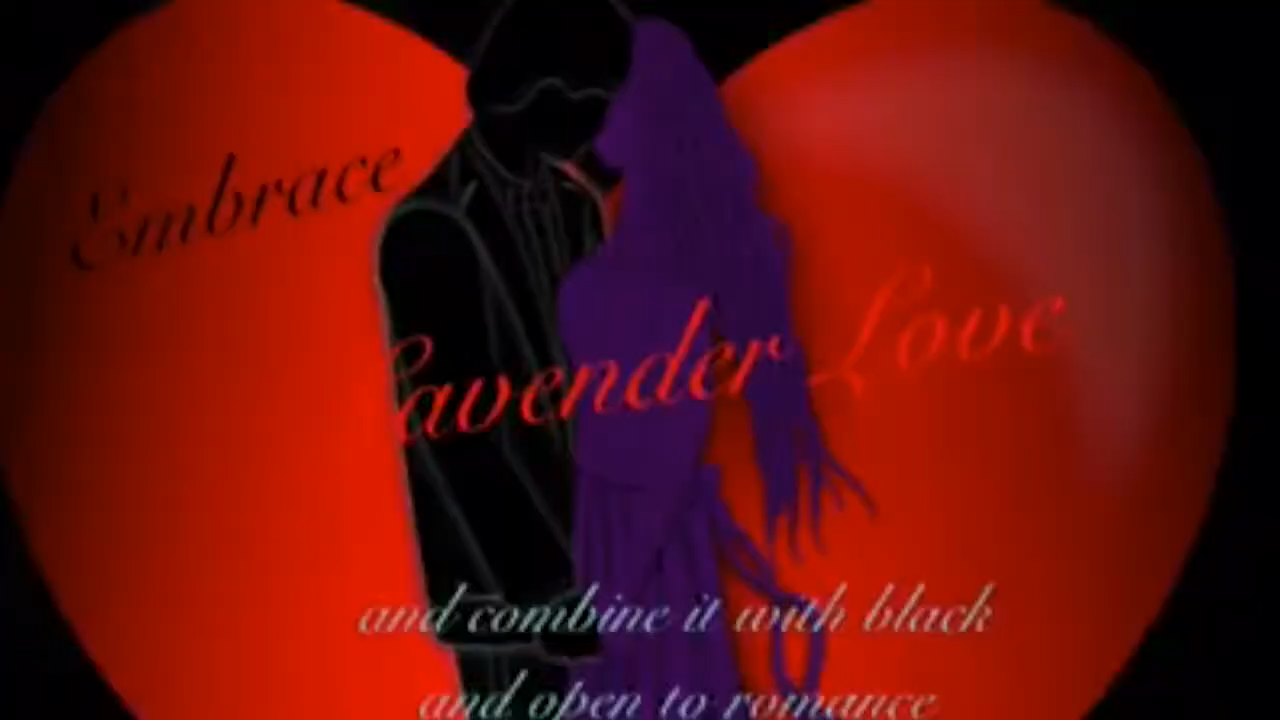 Embrace
Lavender Love
and combine it with black
and open to romance